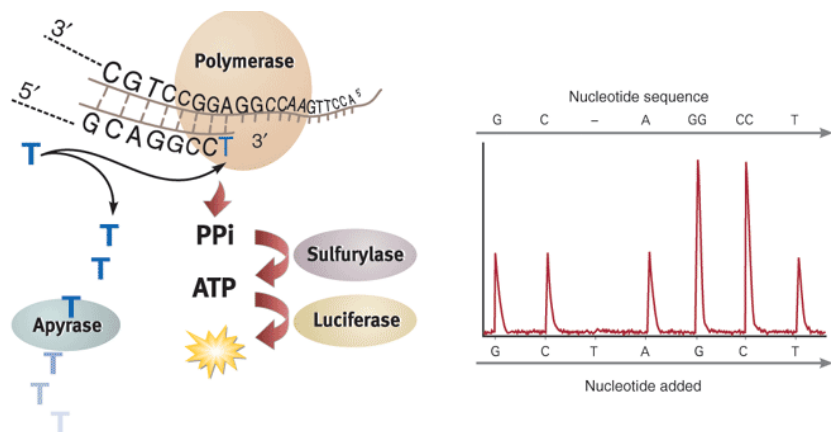 3′
Polymerase
CGTCCGGAGGCCAAGTTCCA 5′
5′
GCAGGCCT 3′
T
T
T
T
Apyrase
T
T
T
PPi
Sulfurylase
ATP
Luciferase
Nucleotide sequence
G C – A GG CC T
G C T A G C T
Nucleotide added